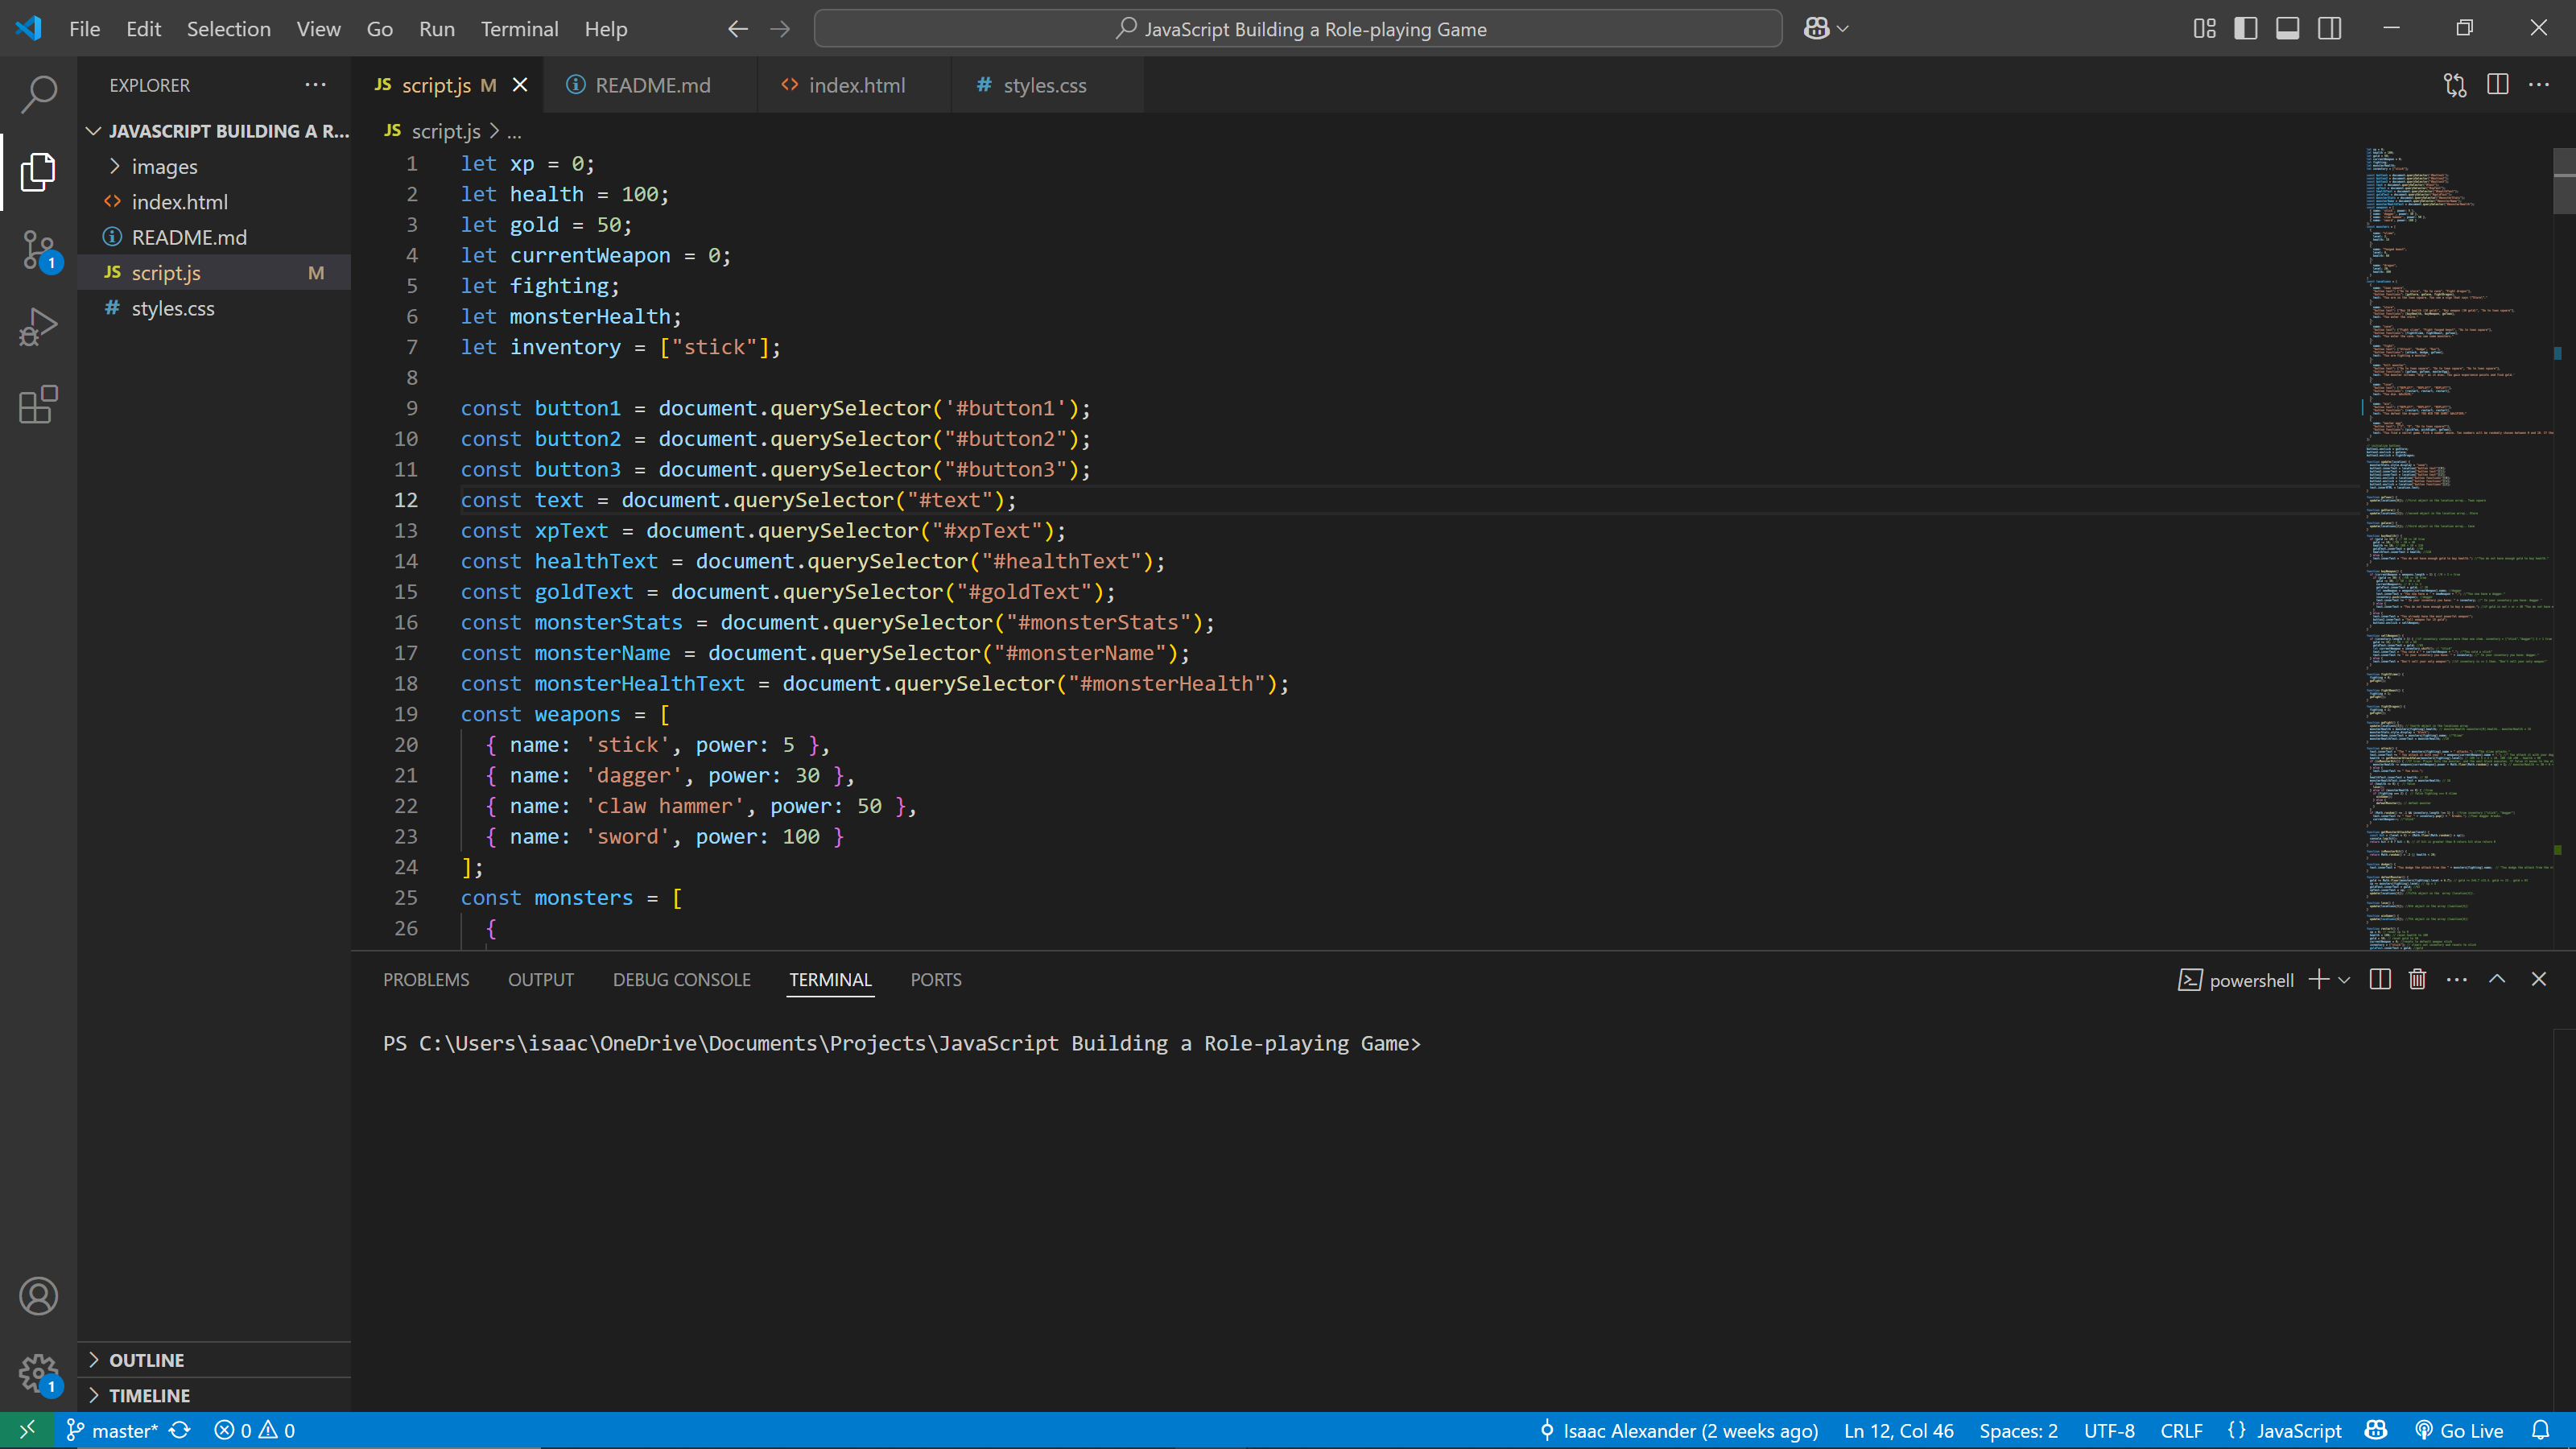 File Edit Selection View Go Run Terminal Help
JavaScript Building a Role-playing Game
EXPLORER
JAVASCRIPT BUILDING A R...
images
index.html
README.md
JS script.js M
# styles.css
1
OUTLINE
TIMELINE
1
JS script.js M
README.md
index.html
# styles.css
JS script.js > ...
1 let xp = 0;
2 let health = 100;
3 let gold = 50;
4 let currentWeapon = 0;
5 let fighting;
6 let monsterHealth;
7 let inventory = ["stick"];
8
9 const button1 = document.querySelector('#button1');
10 const button2 = document.querySelector("#button2");
11 const button3 = document.querySelector("#button3");
12 const text = document.querySelector("#text");
13 const xpText = document.querySelector("#xpText");
14 const healthText = document.querySelector("#healthText");
15 const goldText = document.querySelector("#goldText");
16 const monsterStats = document.querySelector("#monsterStats");
17 const monsterName = document.querySelector("#monsterName");
18 const monsterHealthText = document.querySelector("#monsterHealth");
19 const weapons = [
20 { name: 'stick', power: 5 },
21 { name: 'dagger', power: 30 },
22 { name: 'claw hammer', power: 50 },
23 { name: 'sword', power: 100 }
24 ];
25 const monsters = [
26 {
PROBLEMS OUTPUT DEBUG CONSOLE TERMINAL PORTS
powershell
PS C:\Users\isaac\OneDrive\Documents\Projects\JavaScript Building a Role-playing Game>
master* 0 0
Isaac Alexander (2 weeks ago) Ln 12, Col 46 Spaces: 2 UTF-8 CRLF {} JavaScript Go Live